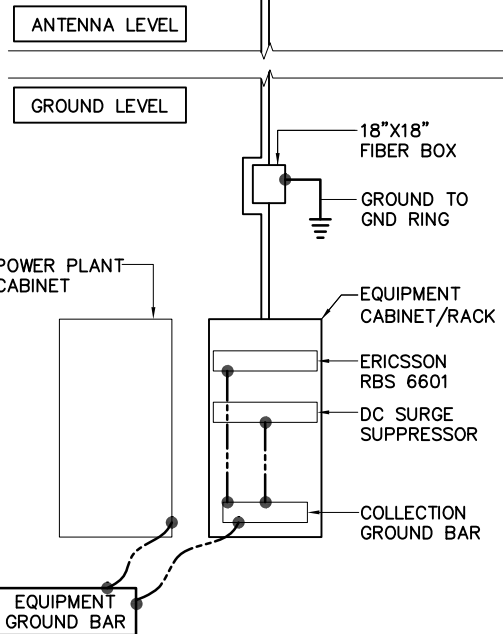 ANTENNA LEVEL
GROUND LEVEL
18"X18"
FIBER BOX
GROUND TO
GND RING
POWER PLANT
CABINET
EQUIPMENT
CABINET/RACK
ERICSSON
RBS 6601
DC SURGE
SUPPRESSOR
COLLECTION
GROUND BAR
EQUIPMENT
GROUND BAR